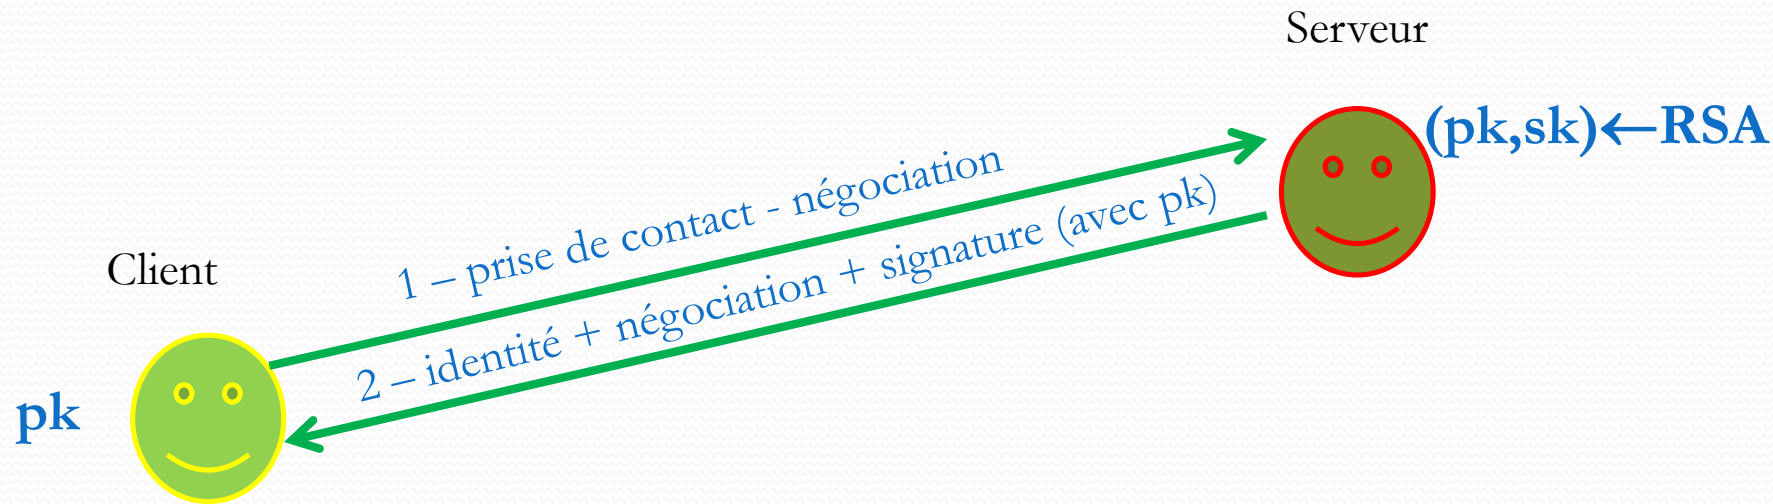 Serveur
(pk,sk)←RSA
1 – prise de contact - négociation
2 – identité + négociation + signature (avec pk)
Client
pk